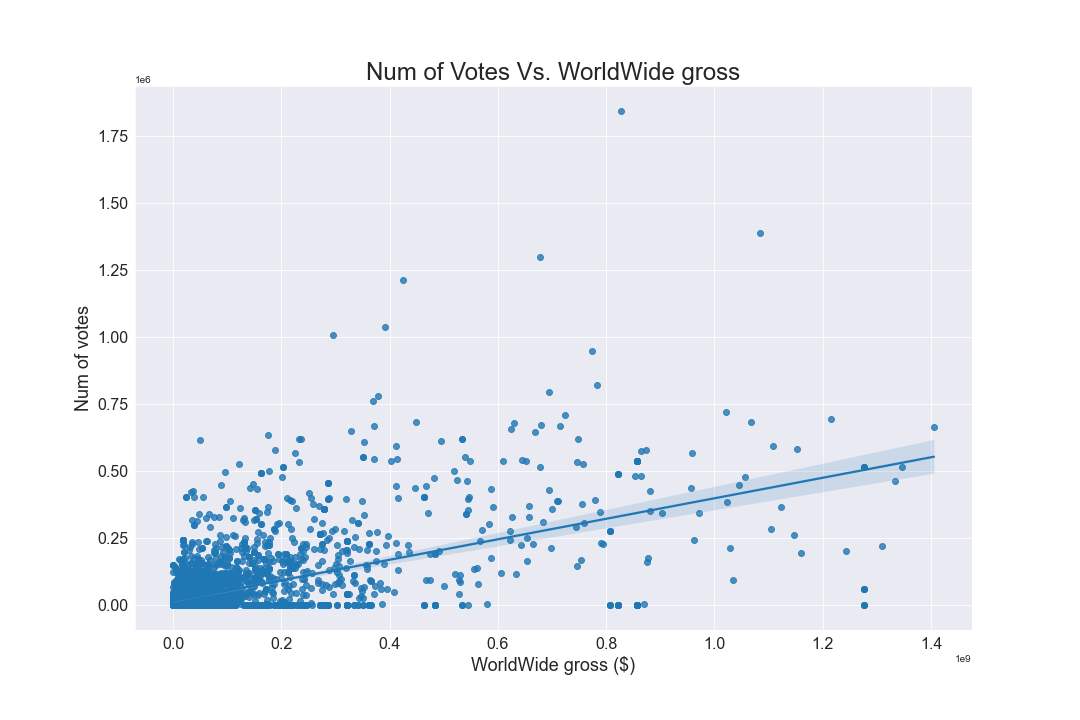 Num of Votes Vs. WorldWide gross
1e6
1.75
1.50
1.25
1.00
0.75
0.50
0.25
0.00
Num of votes
0.0 0.2 0.4 0.6 0.8 1.0 1.2 1.4
1e9
WorldWide gross ($)